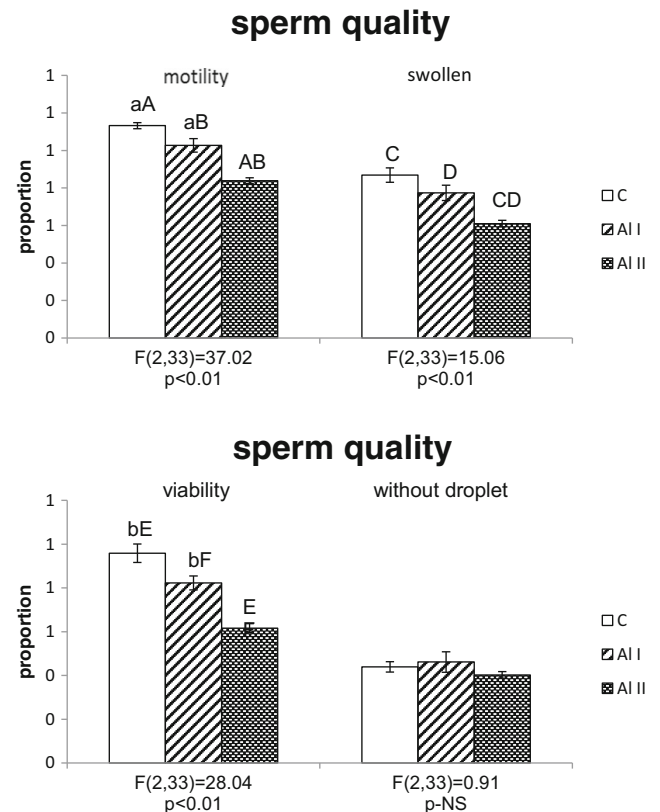 sperm quality
motility
swollen
1
1
1
1
1
0
0
0
proportion
aA
aB
AB
C
D
CD
C
Al I
Al II
F(2,33)=37.02
p<0.01
F(2,33)=15.06
p<0.01
sperm quality
viability
without droplet
1
1
1
1
0
0
0
proportion
bE
bF
E
C
Al I
Al II
F(2,33)=28.04
p<0.01
F(2,33)=0.91
p-NS